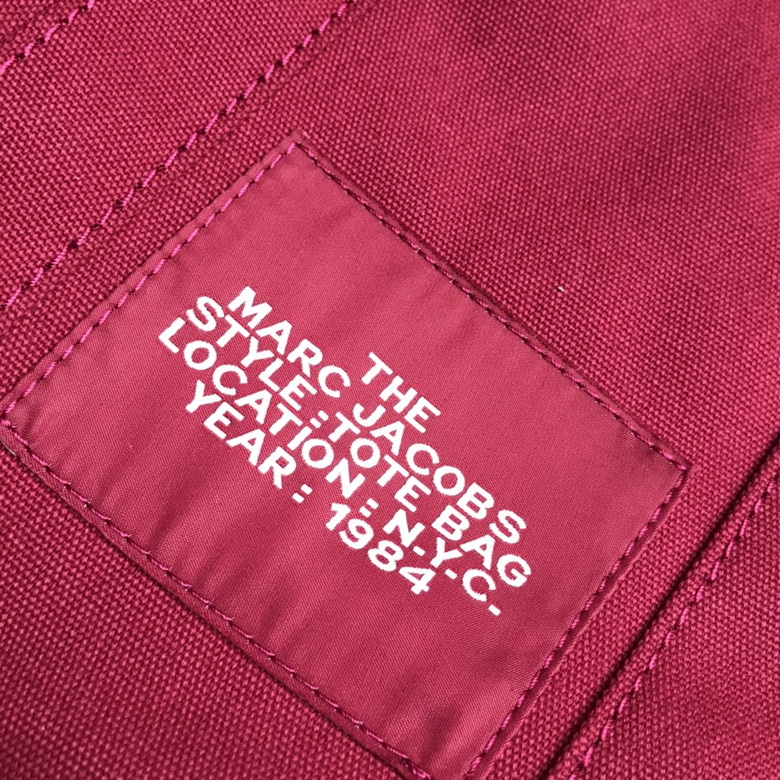 THE
MARC JACOBS
STYLE :TOTE BAG
LOCATION : N.Y.C.
YEAR : 1984